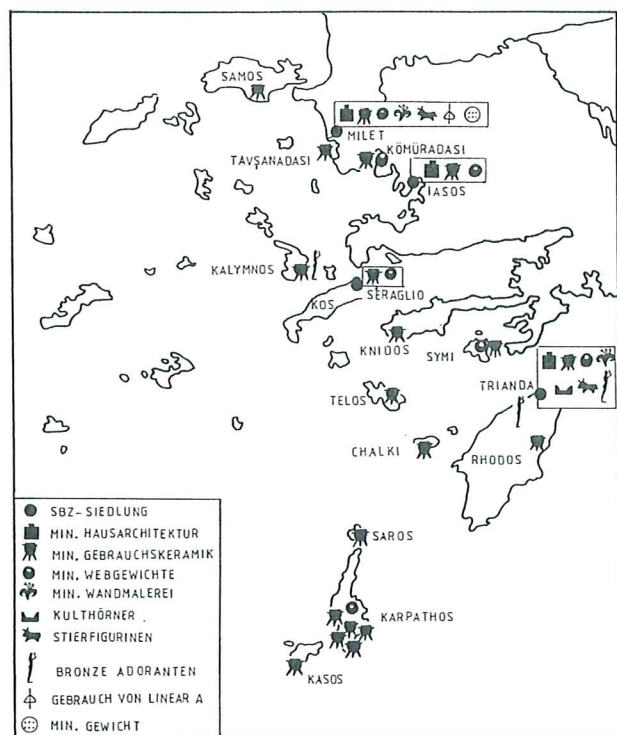 SAMOS
MILET
TAVŞANADASI
KÖMÜRADASI
IASOS
KALYMNOS
KOS
SERAGLIO
KNIDOS
SYMI
TRIANDA
TELOS
CHALKI
RHODOS
SAROS
KARPATHOS
KASOS
SBZ-SIEDLUNG
MIN. HAUSARCHITEKTUR
MIN. GEBRAUCHSKERAMIK
MIN. WEBGEWICHTE
MIN. WANDMALEREI
KULTHÖRNER
STIERFIGURINEN
BRONZE ADORANTEN
GEBRAUCH VON LINEAR A
MIN. GEWICHT